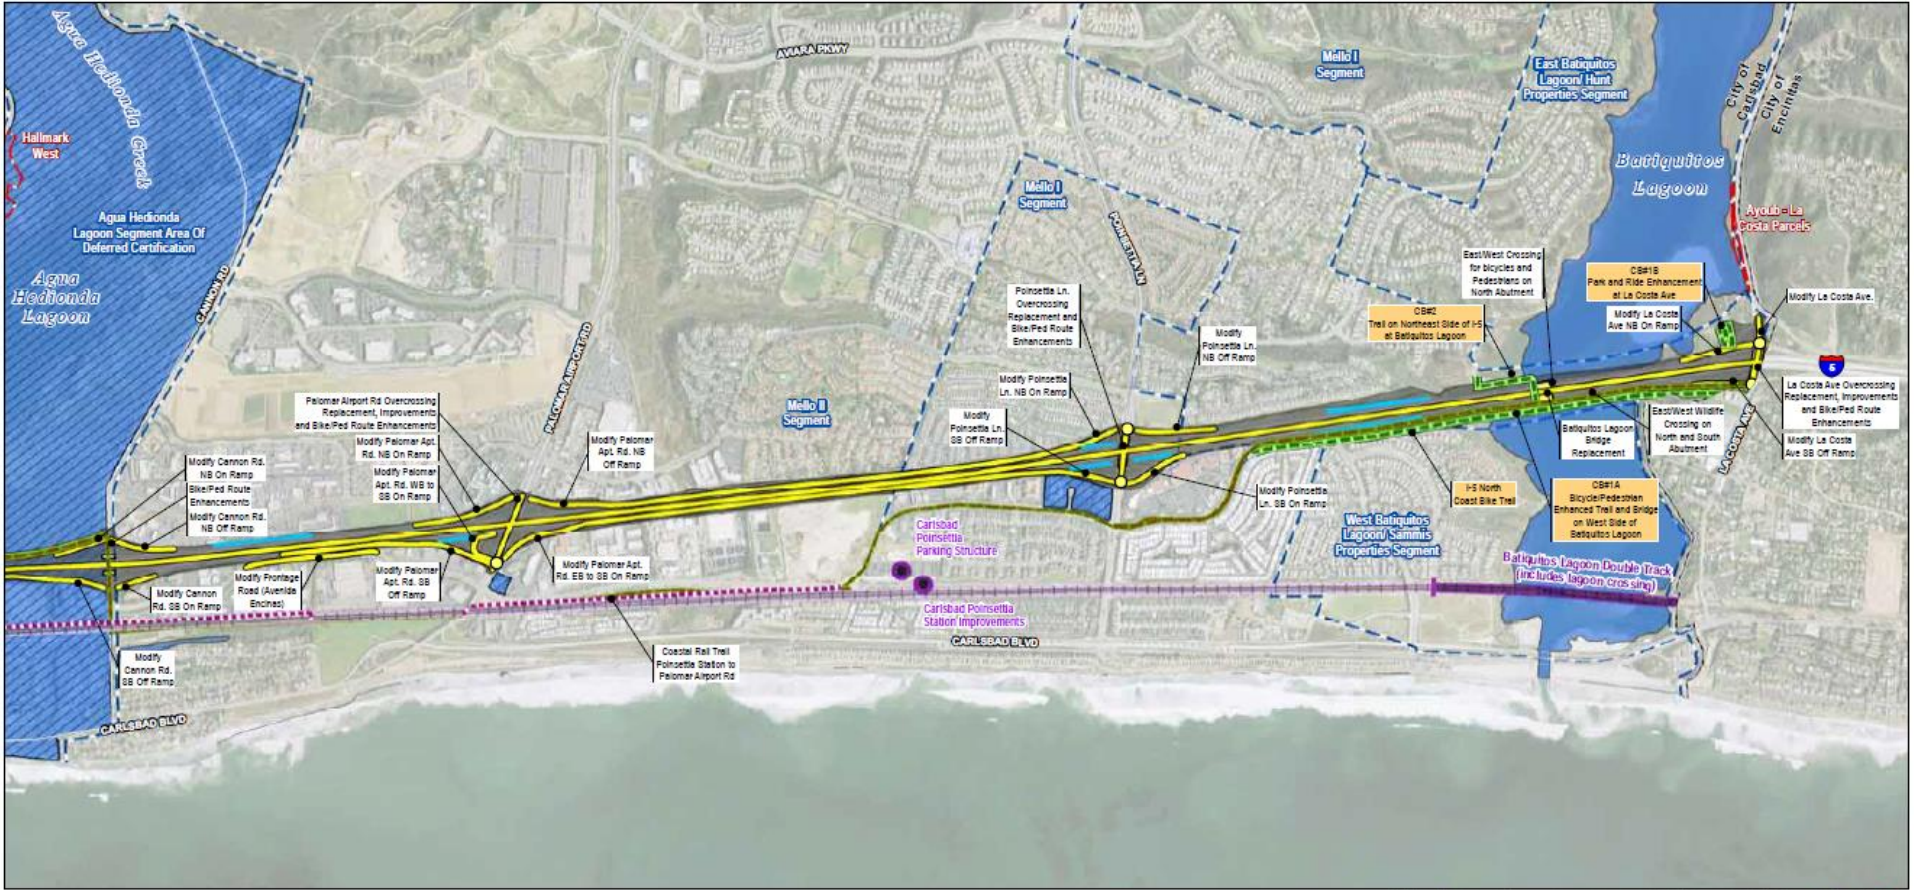 Agua Hedionda Creek
Hallmark
West
Agua Hedionda
Lagoon Segment Area Of
Deferred Certification
Agua
Hedionda
Lagoon
CANNON RD
AVIARA PKWY
Mello I
Segment
East Batiquitos
Lagoon/ Hunt
Properties Segment
City of
Carlsbad
City of
Encinitas
Batiquitos
Lagoon
Mello I
Segment
POINSETTIA LN
Ayoub - La
Costa Parcels
PALOMAR AIRPORT RD
Mello II
Segment
Poinsettia Ln.
Overcrossing
Replacement and
Bike/Ped Route
Enhancements
Modify
Poinsettia Ln.
NB Off Ramp
Modify Poinsettia
Ln. NB On Ramp
Modify
Poinsettia Ln.
SB Off Ramp
East/West Crossing
for bicycles and
Pedestrians on
North Abutment
CB#1B
Park and Ride Enhancement
at La Costa Ave
CB#2
Trail on Northeast Side of I-5
at Batiquitos Lagoon
Modify La Costa
Ave NB On Ramp
Modify La Costa Ave.
5
La Costa Ave Overcrossing
Replacement, Improvements
and Bike/Ped Route
Enhancements
Modify La Costa
Ave SB Off Ramp
LA COSTA AVE
East/West Wildlife
Crossing on
North and South
Abutment
Batiquitos Lagoon
Bridge
Replacement
Palomar Airport Rd Overcrossing
Replacement, Improvements
and Bike/Ped Route Enhancements
Modify Palomar Apt.
Rd. NB On Ramp
Modify Palomar
Apt. Rd. WB to
SB On Ramp
Modify Palomar
Apt. Rd. NB
Off Ramp
Modify Cannon Rd.
NB On Ramp
Bike/Ped Route
Enhancements
Modify Cannon Rd.
NB Off Ramp
Modify Poinsettia
Ln. SB On Ramp
I-5 North
Coast Bike Trail
CB#1A
Bicycle/Pedestrian
Enhanced Trail and Bridge
on West Side of
Batiquitos Lagoon
West Batiquitos
Lagoon/ Sammis
Properties Segment
Batiquitos Lagoon Double Track
(includes lagoon crossing)
Carlsbad
Poinsettia
Parking Structure
Carlsbad Poinsettia
Station Improvements
CARLSBAD BLVD
Modify Palomar Apt.
Rd. EB to SB On Ramp
Modify Palomar
Apt. Rd. SB
Off Ramp
Modify Frontage
Road (Avenida
Encinas)
Modify Cannon
Rd. SB On Ramp
Modify
Cannon Rd.
SB Off Ramp
Coastal Rail Trail
Poinsettia Station to
Palomar Airport Rd
CARLSBAD BLVD